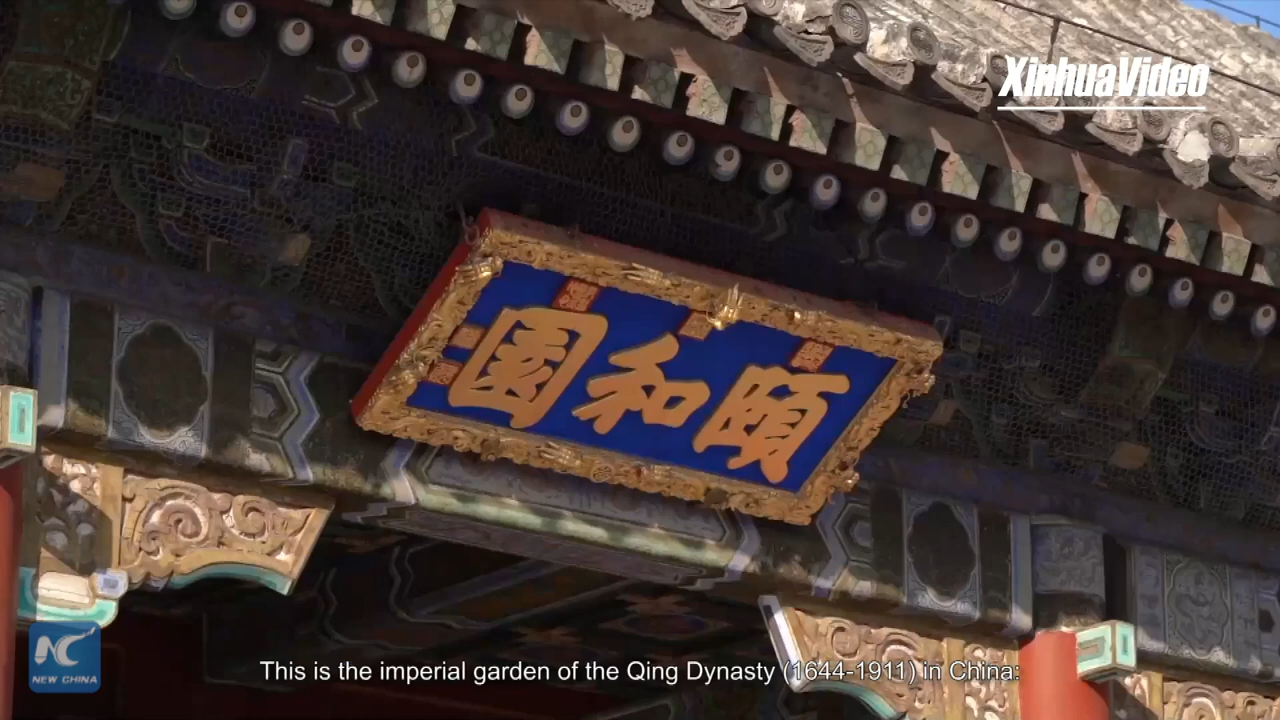 XinhuaVideo
頤和園
NC
NEW CHINA
This is the imperial garden of the Qing Dynasty (1644-1911) in China: